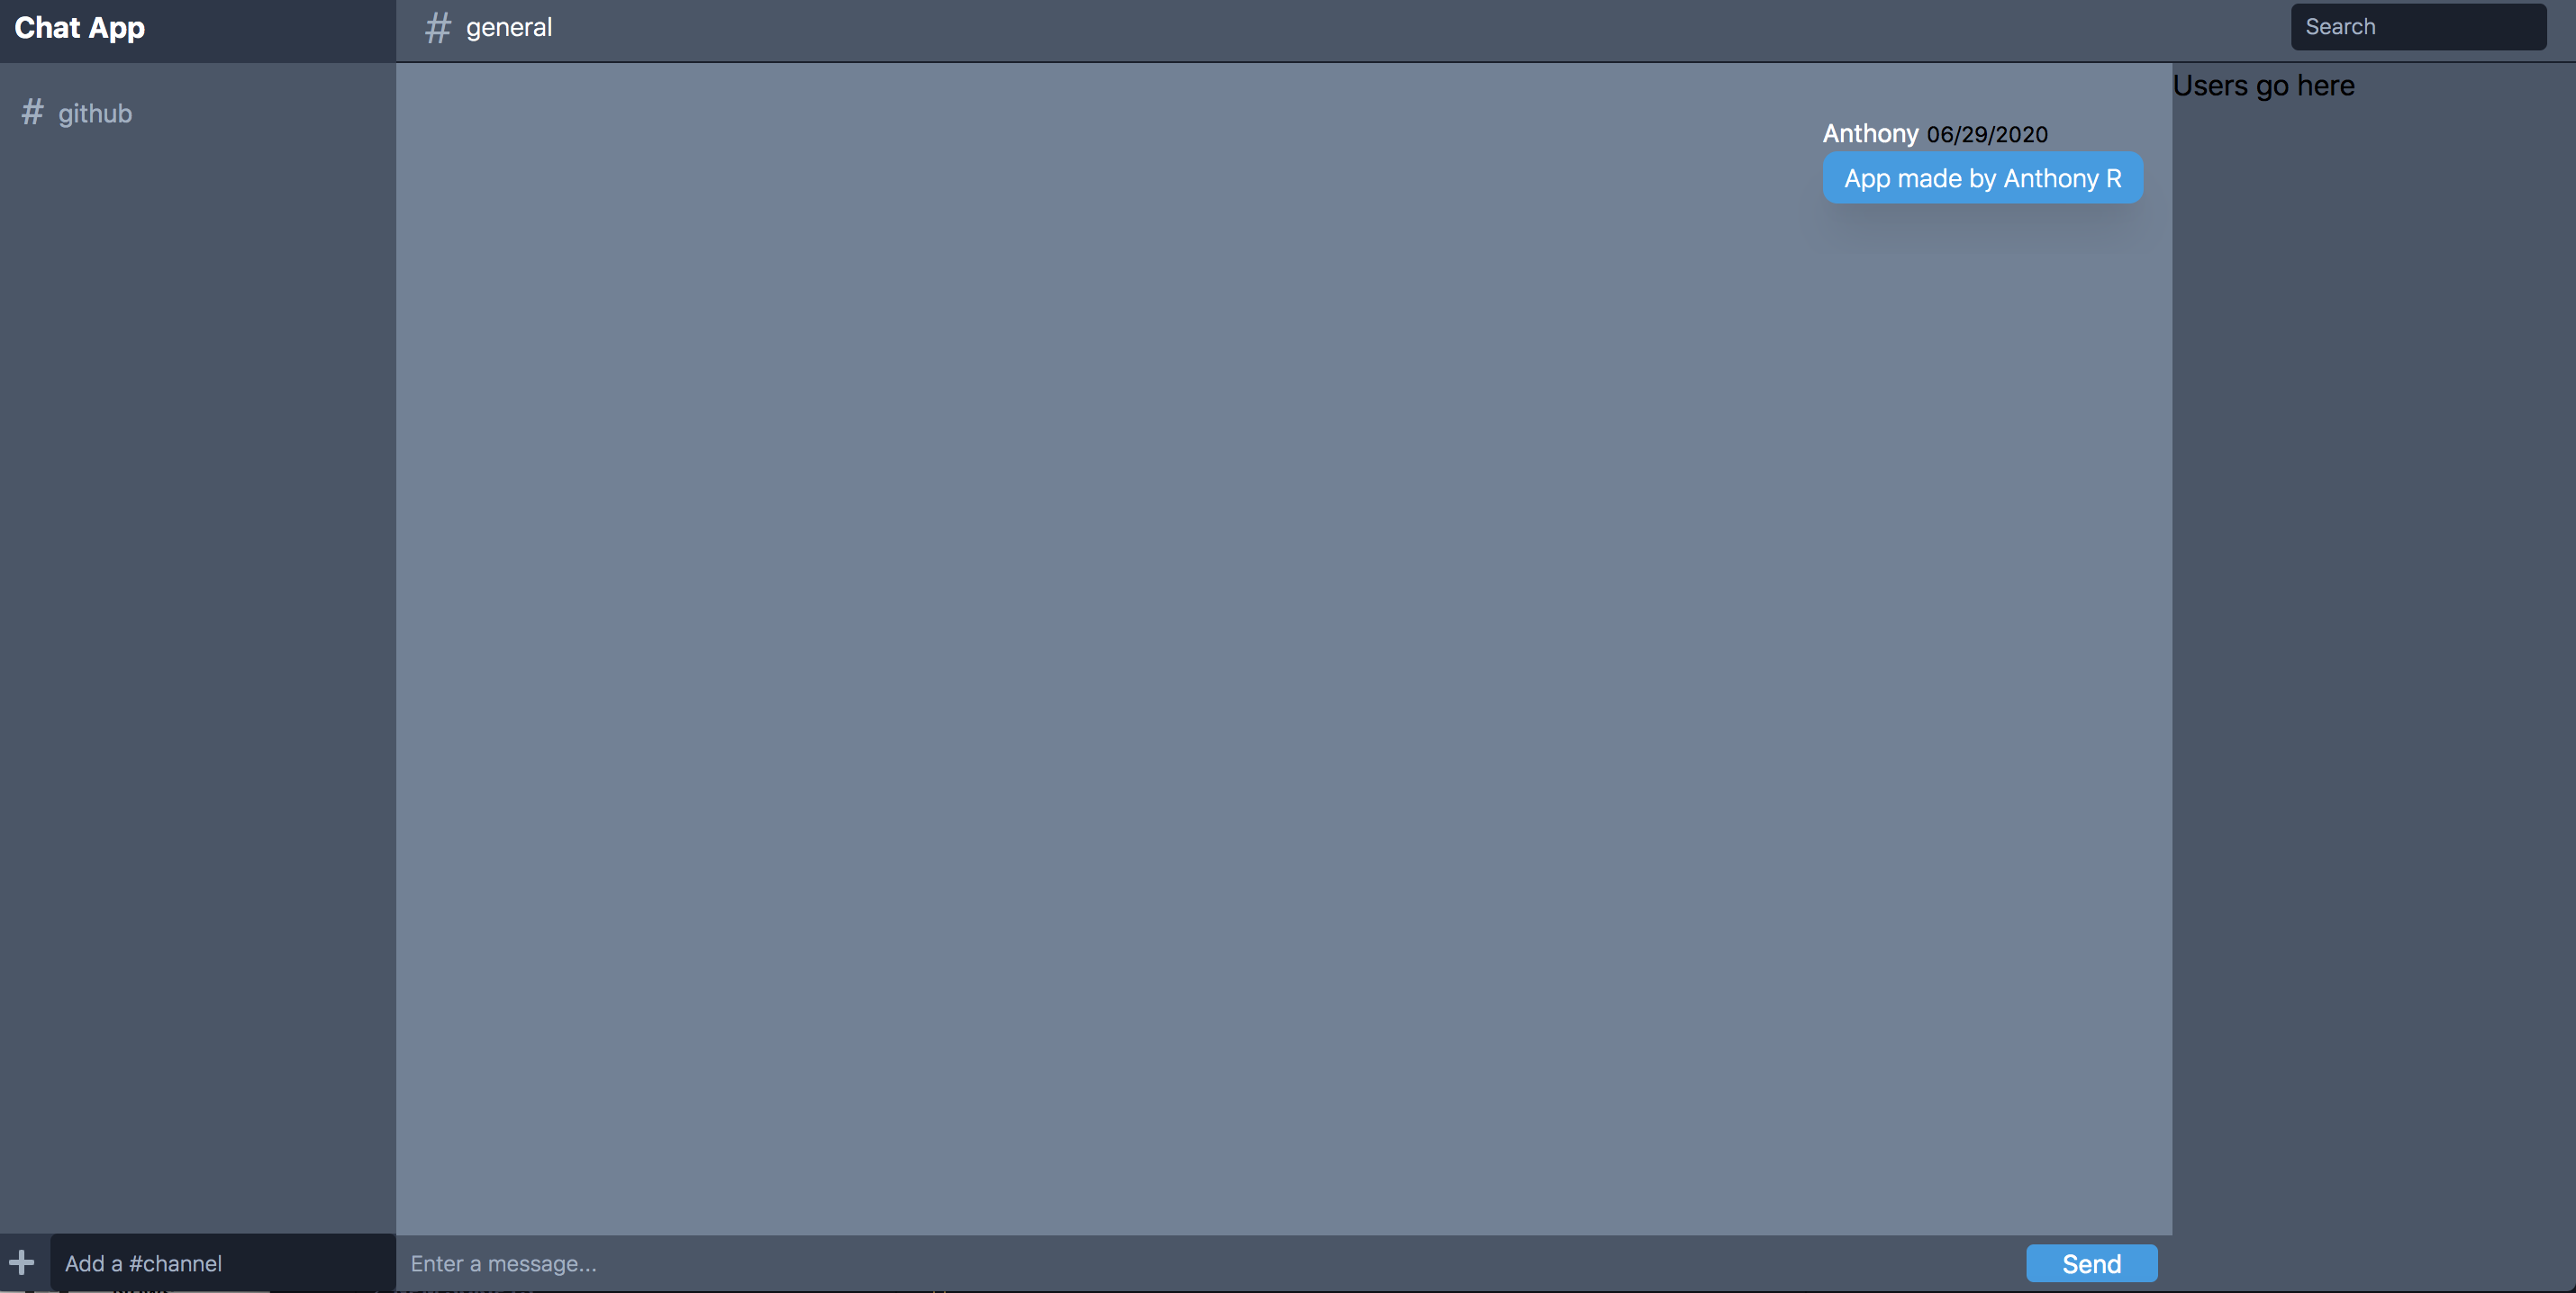 Chat App
# general
Search
# github
Users go here
Anthony 06/29/2020
App made by Anthony R
Add a #channel
Enter a message...
Send